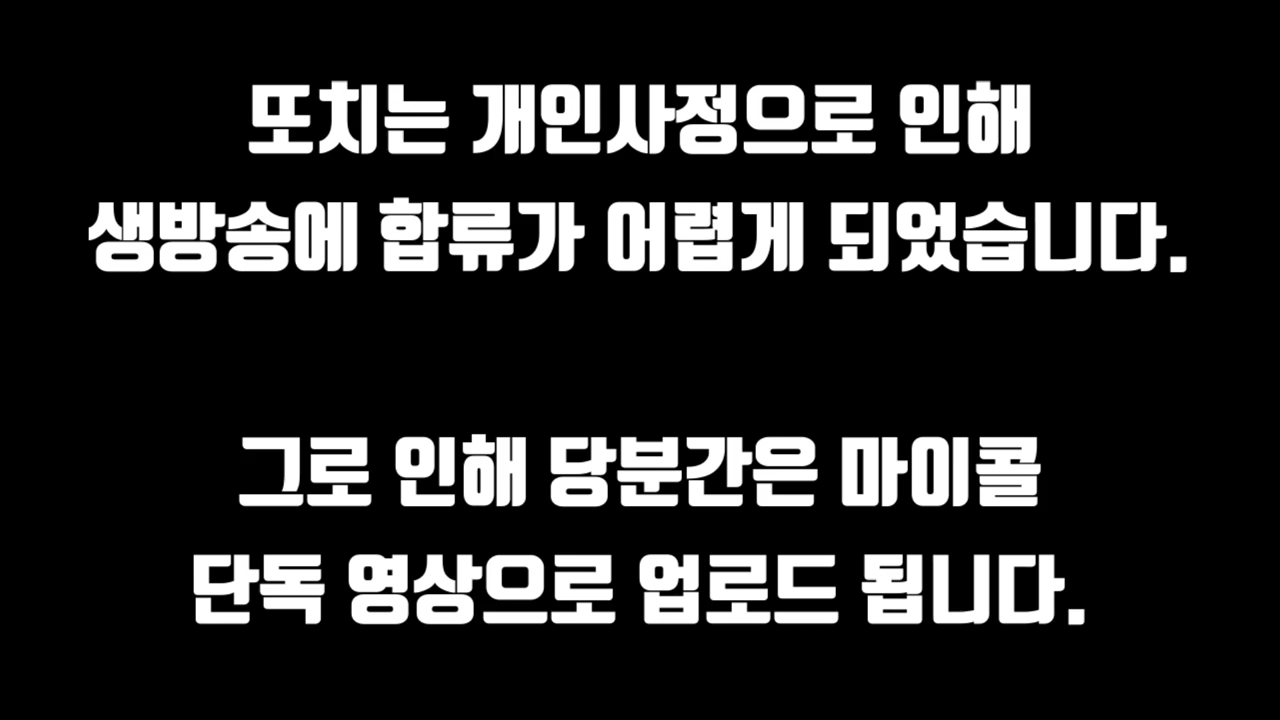 또치는 개인사정으로 인해
생방송에 합류가 어렵게 되었습니다.
그로 인해 당분간은 마이콜
단독 영상으로 업로드 됩니다.